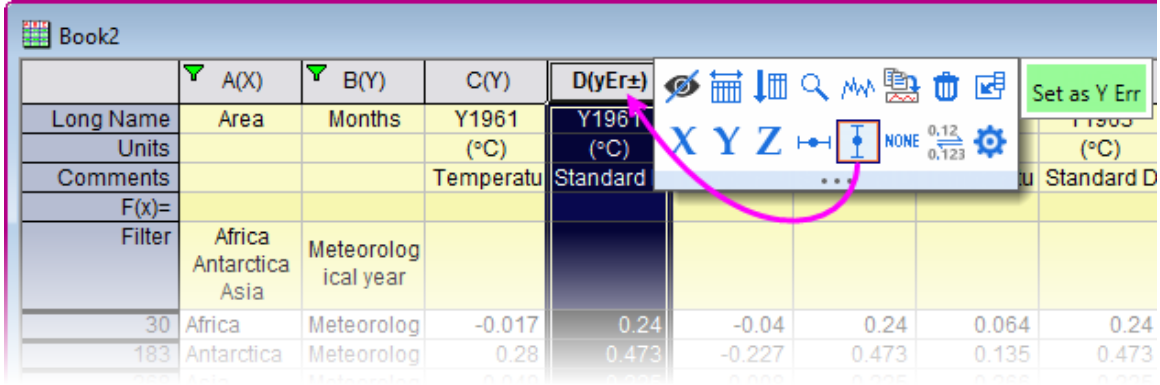 Book2
A(X) B(Y) C(Y) D(yEr±)
Set as Y Err
X Y Z NONE 0.12 0.123
Long Name Area Months Y1961 Y1961 Y1963
Units (°C) (°C) (°C)
Comments Temperatu Standard u Standard D
F(x)=
Filter Africa Antarctica Asia Meteorolog ical year
30 Africa Meteorolog -0.017 0.24 -0.04 0.24 0.064 0.24
183 Antarctica Meteorolog 0.28 0.473 -0.227 0.473 0.135 0.473